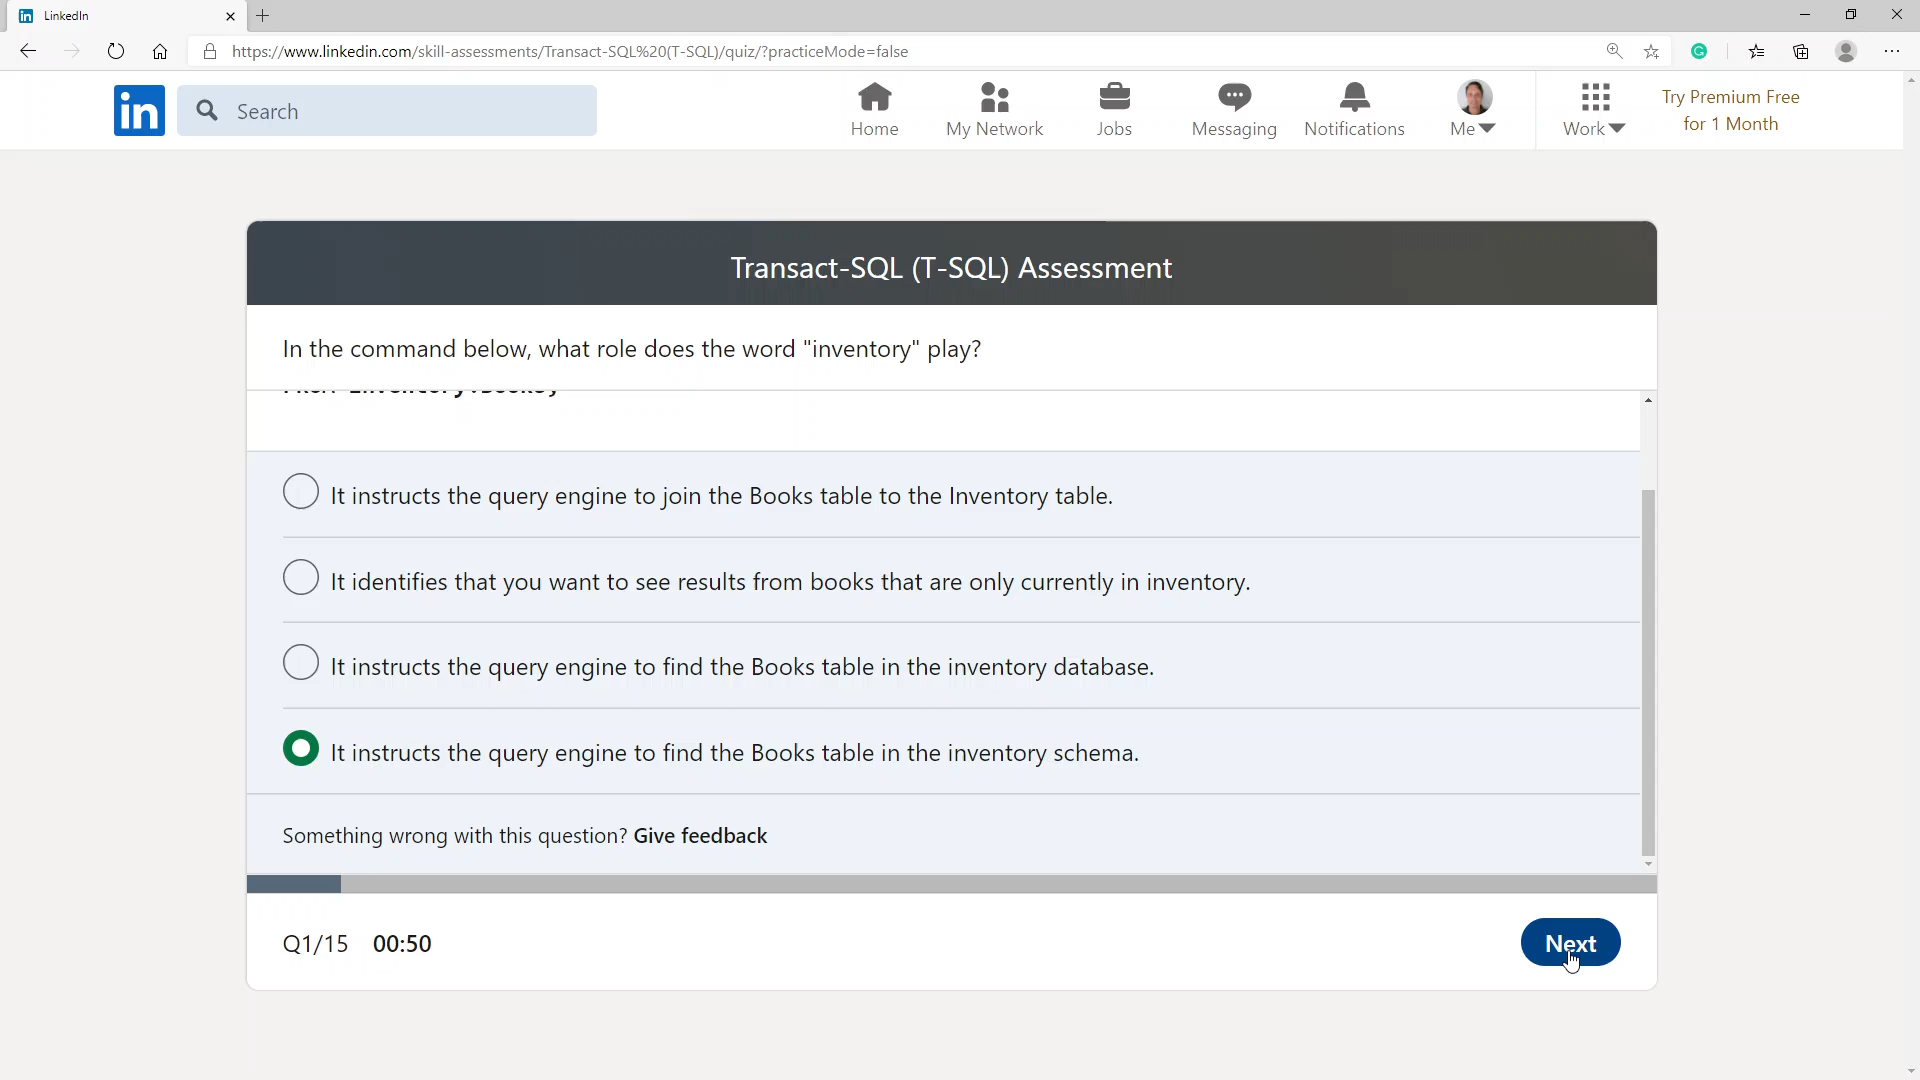 LinkedIn
https://www.linkedin.com/skill-assessments/Transact-SQL%20(T-SQL)/quiz/?practiceMode=false
in
Search
Home
My Network
Jobs
Messaging
Notifications
Me
Work
Try Premium Free
for 1 Month
Transact-SQL (T-SQL) Assessment
In the command below, what role does the word "inventory" play?
It instructs the query engine to join the Books table to the Inventory table.
It identifies that you want to see results from books that are only currently in inventory.
It instructs the query engine to find the Books table in the inventory database.
It instructs the query engine to find the Books table in the inventory schema.
Something wrong with this question? Give feedback
Q1/15 00:50
Next